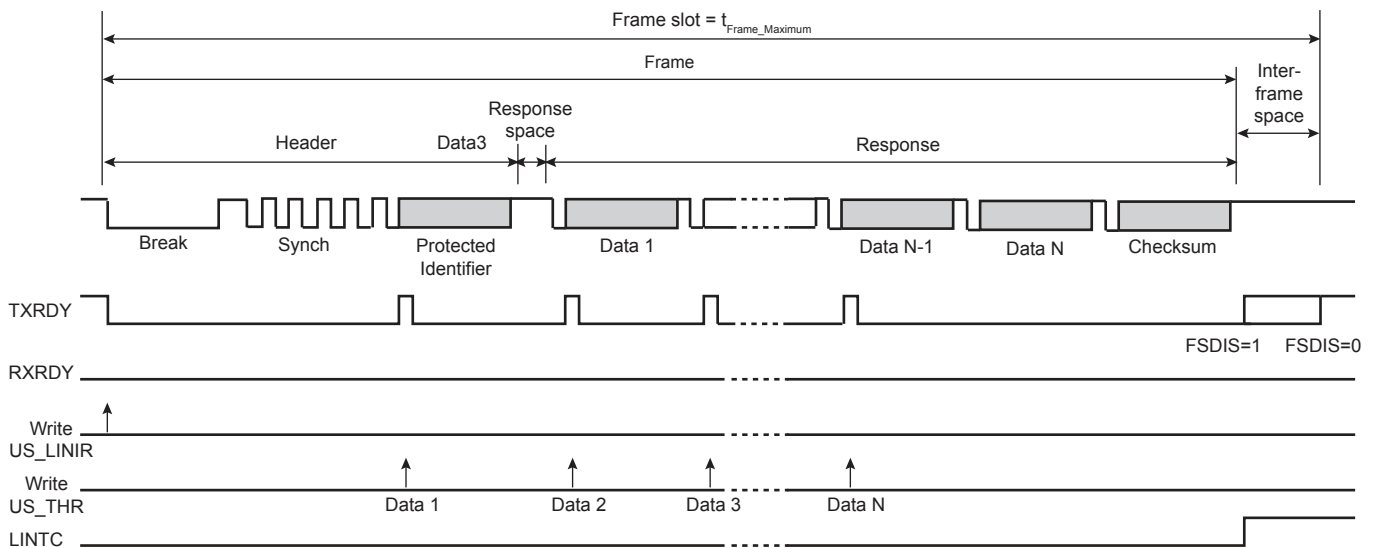 Frame slot = tFrame_Maximum
Frame
Inter-
frame
space
Response
space
Header
Data3
Response
Break
Synch
Protected
Identifier
Data 1
Data N-1
Data N
Checksum
TXRDY
FSDIS=1
FSDIS=0
RXRDY
Write
US_LINIR
Write
US_THR
Data 1
Data 2
Data 3
Data N
LINTC